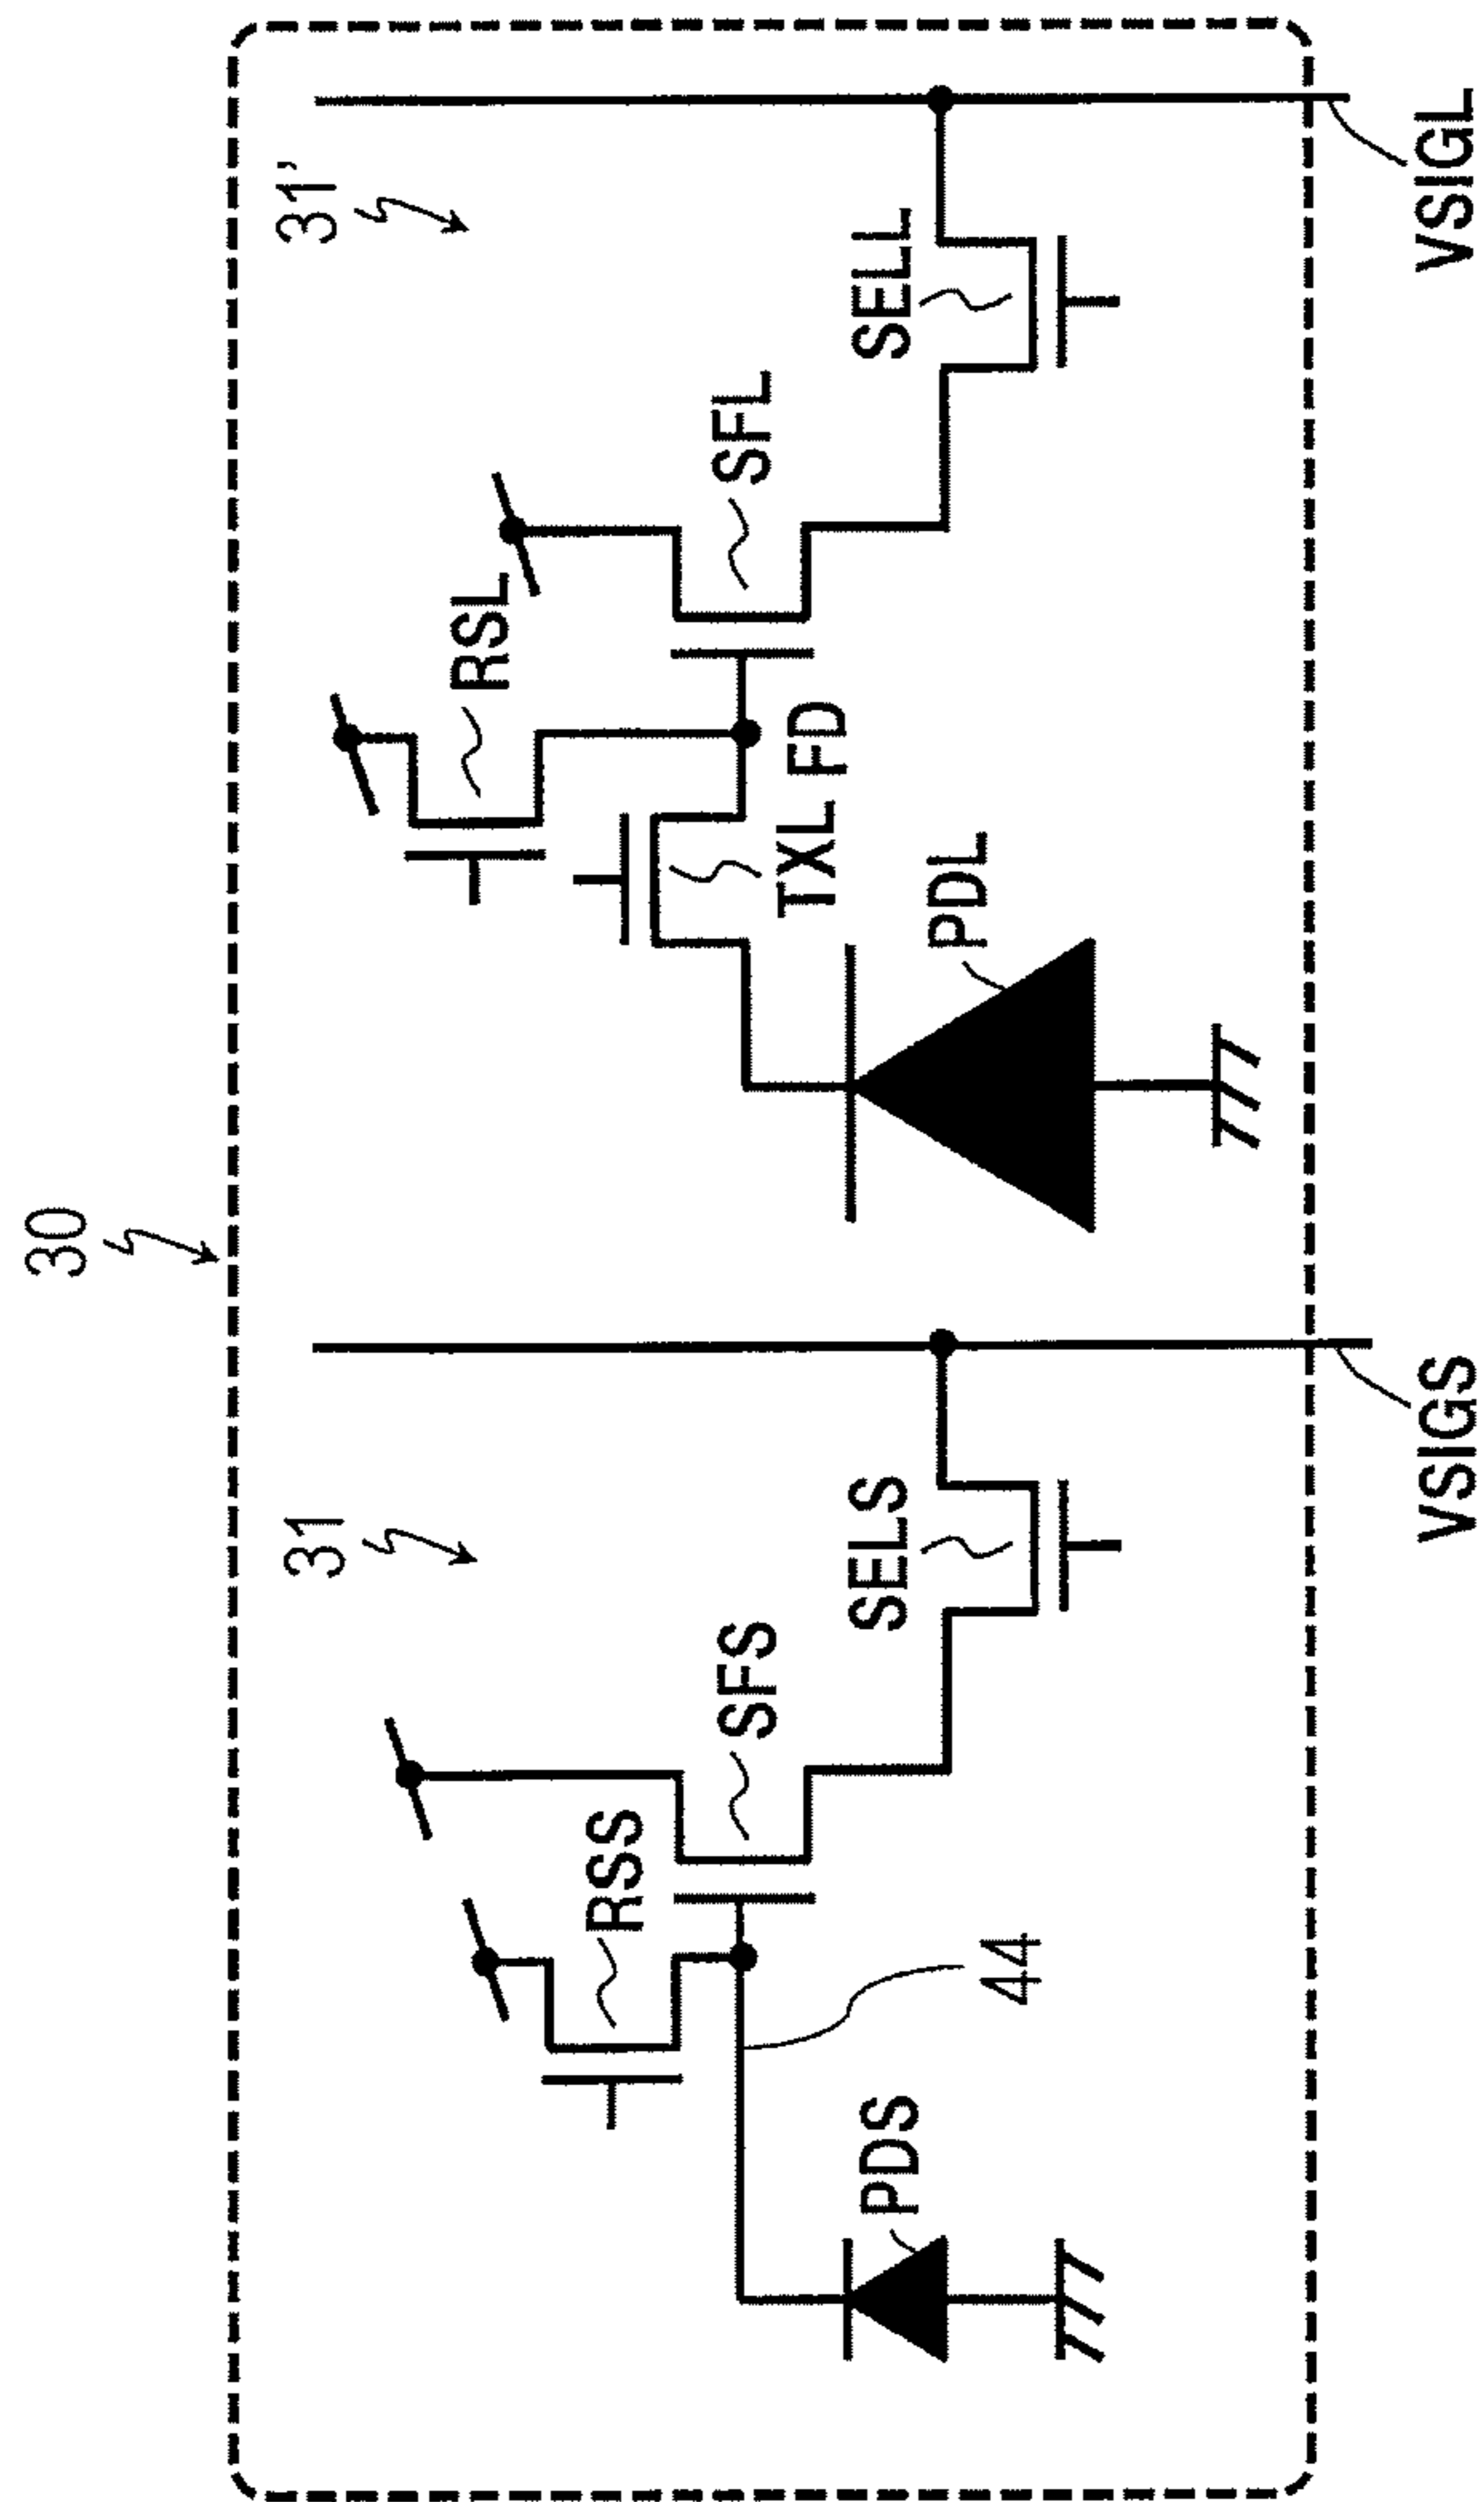 30
31
31'
RSL
SFL
SELL
FD
TXL
PDL
RSS
SFS
SELS
44
PDS
VSIGS
VSIGL